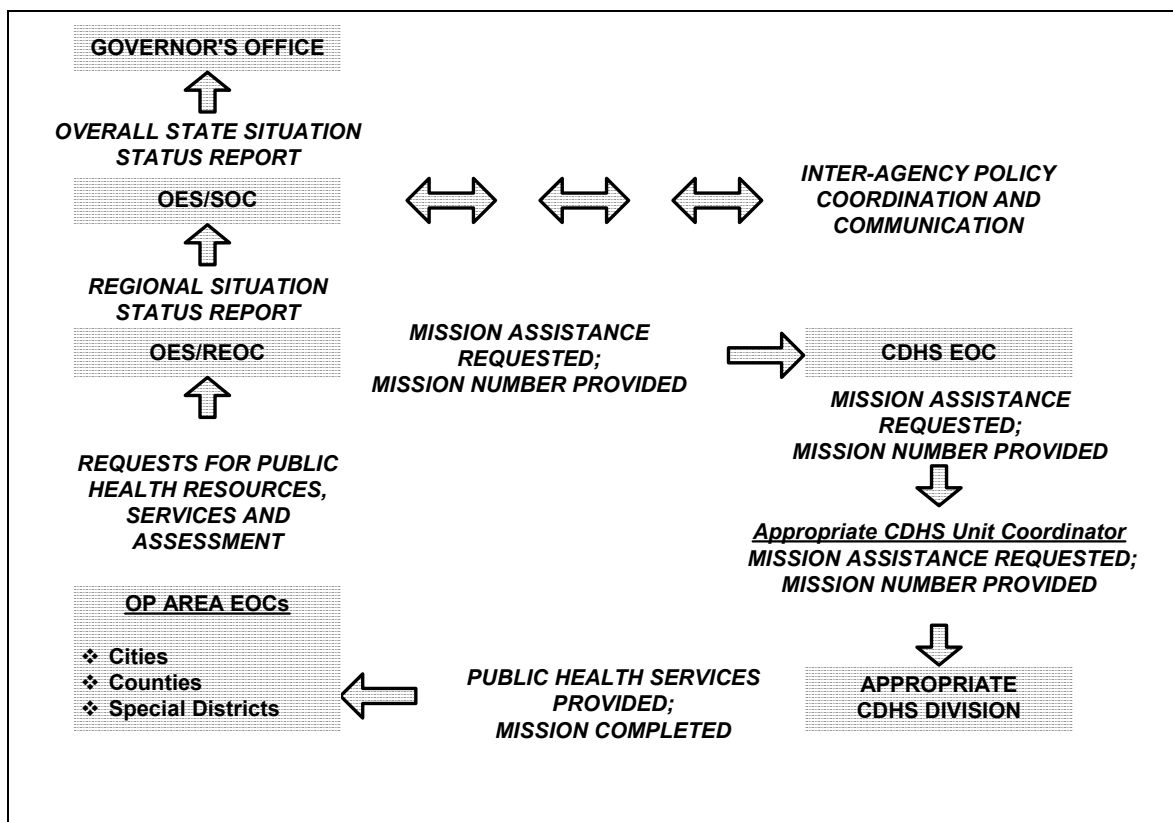 GOVERNOR'S OFFICE
OVERALL STATE SITUATION
STATUS REPORT
OES/SOC
INTER-AGENCY POLICY
COORDINATION AND
COMMUNICATION
REGIONAL SITUATION
STATUS REPORT
OES/REOC
MISSION ASSISTANCE
REQUESTED;
MISSION NUMBER PROVIDED
CDHS EOC
MISSION ASSISTANCE
REQUESTED;
MISSION NUMBER PROVIDED
REQUESTS FOR PUBLIC
HEALTH RESOURCES,
SERVICES AND
ASSESSMENT
Appropriate CDHS Unit Coordinator
MISSION ASSISTANCE REQUESTED;
MISSION NUMBER PROVIDED
OP AREA EOCs
❖ Cities
❖ Counties
❖ Special Districts
PUBLIC HEALTH SERVICES
PROVIDED;
MISSION COMPLETED
APPROPRIATE
CDHS DIVISION